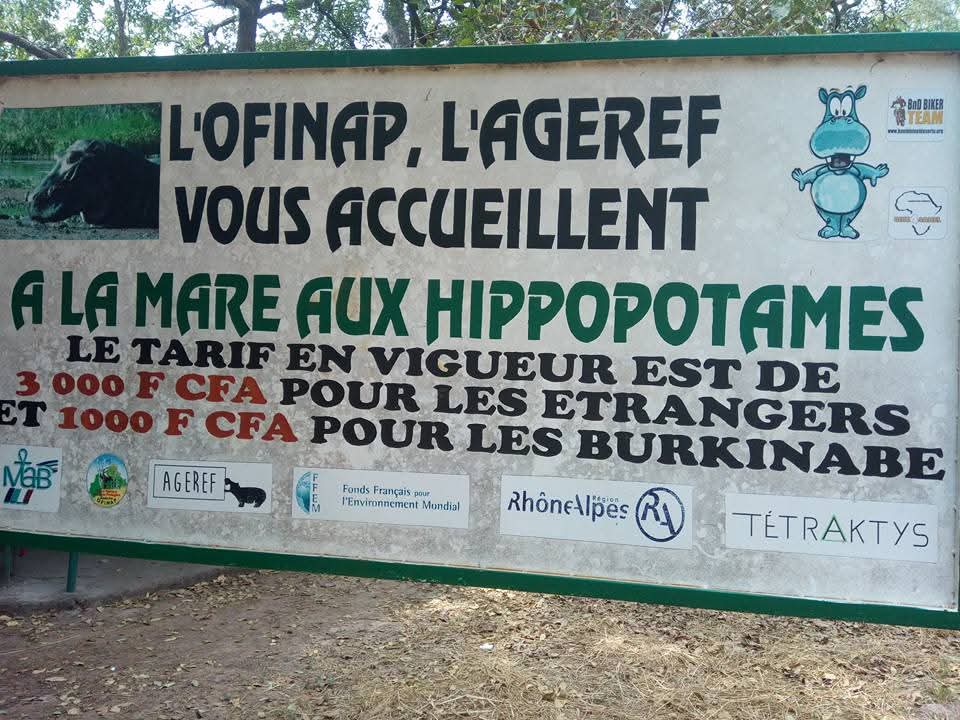 L'OFINAP, L'AGEREF
VOUS ACCUEILLENT
A LA MARE AUX HIPPOPOTAMES
LE TARIF EN VIGUEUR EST DE
3 000 F CFA POUR LES ETRANGERS
ET 1000 F CFA POUR LES BURKINABE
BnD BIKER
TEAM
MAB
AGEREF
FFEM
Fonds Français pour
l'Environnement Mondial
Région
RhôneAlpes
RA
TÉTRAKTYS